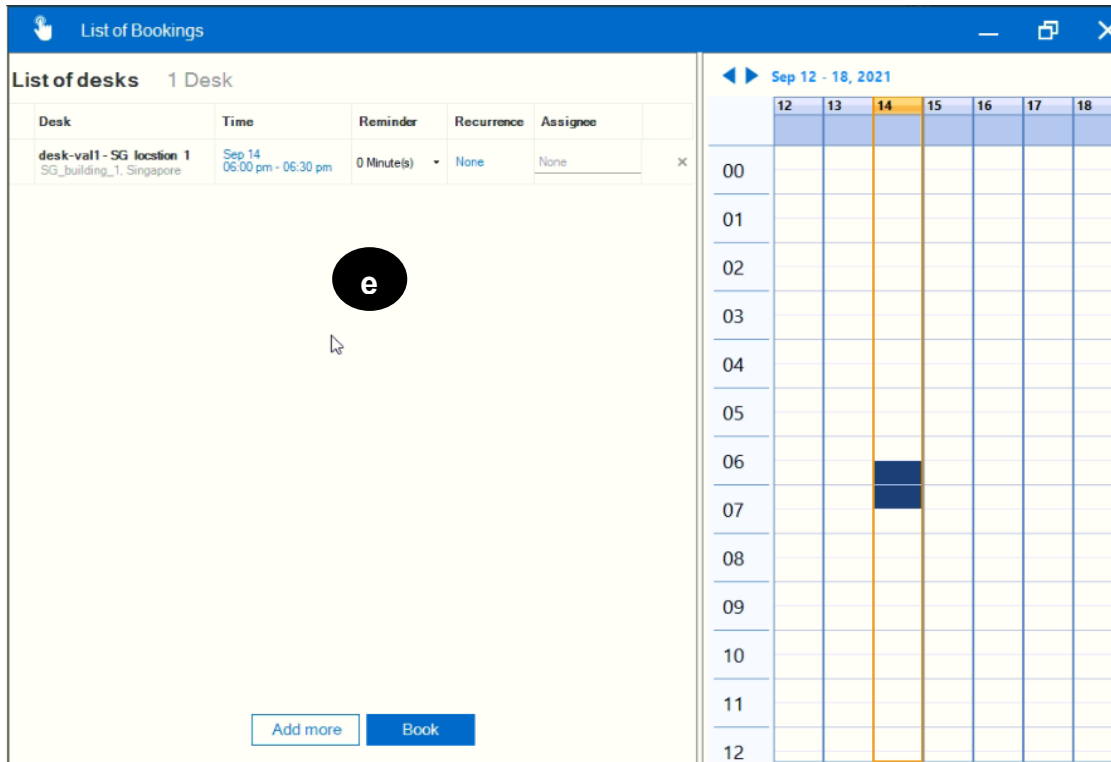 List of Bookings
List of desks 1 Desk
Desk Time Reminder Recurrence Assignee
desk-val1 - SG locstion 1
SG_building_1, Singapore
Sep 14
06:00 pm - 06:30 pm
0 Minute(s)
None
None
e
Add more
Book
Sep 12 - 18, 2021
12 13 14 15 16 17 18
00
01
02
03
04
05
06
07
08
09
10
11
12